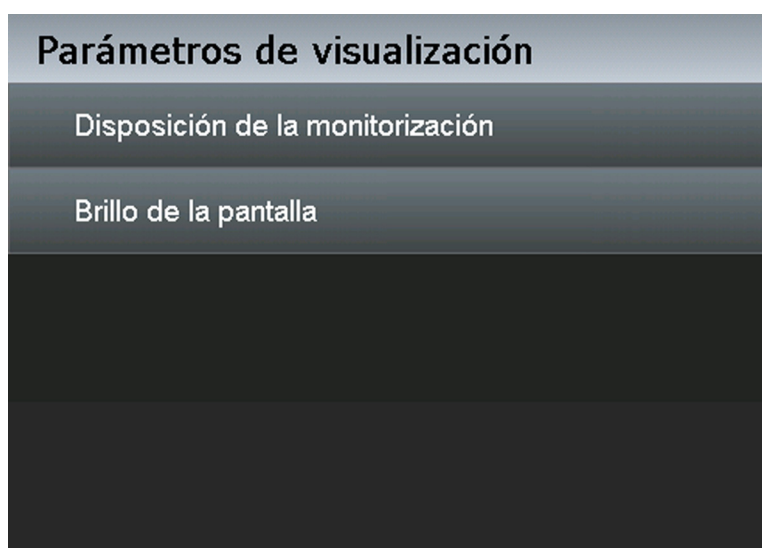 Parámetros de visualización
Disposición de la monitorización
Brillo de la pantalla